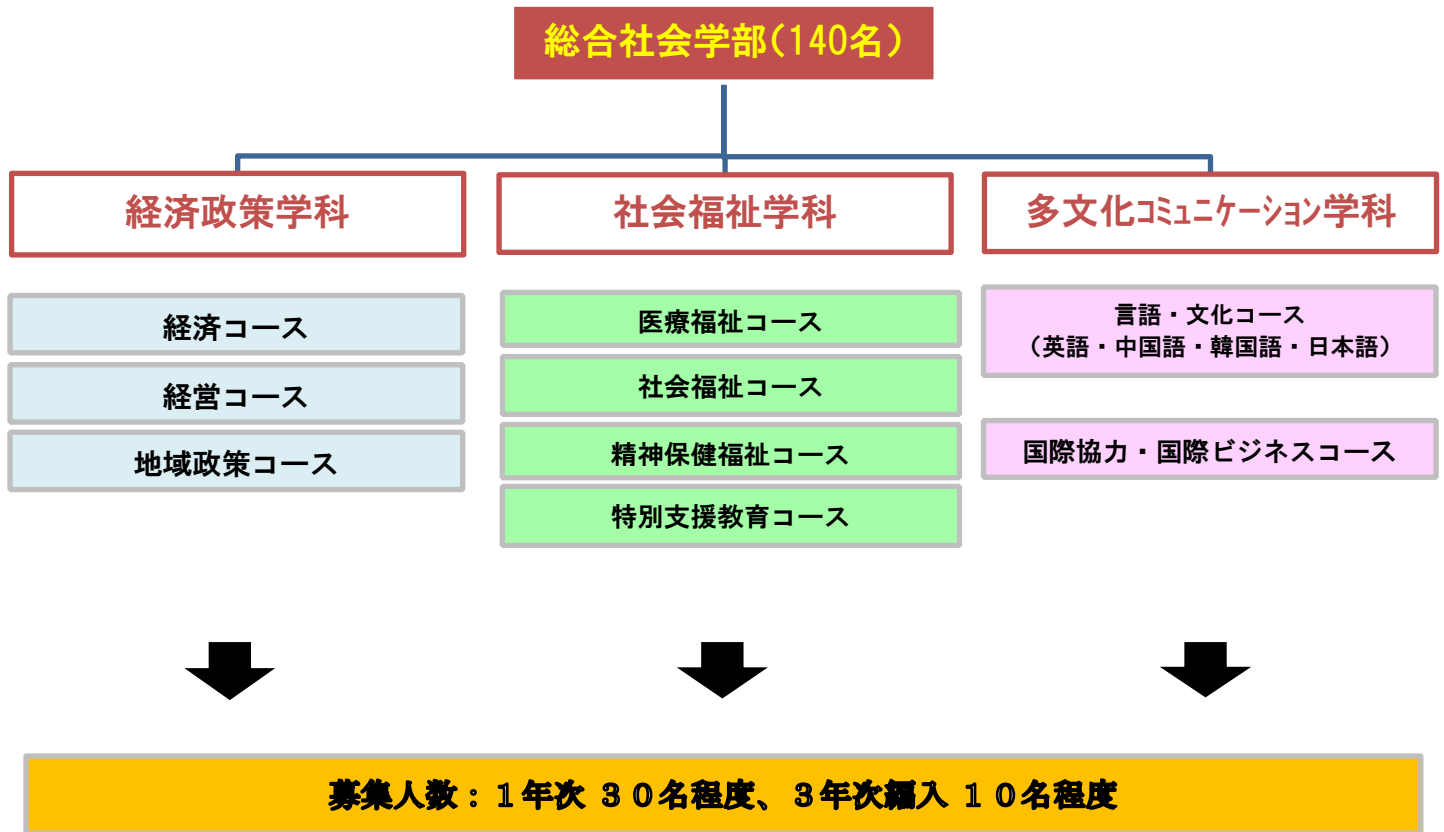 総合社会学部(140名)
経済政策学科
社会福祉学科
多文化ｺﾐｭﾆｹｰｼｮﾝ学科
経済コース
経営コース
地域政策コース
医療福祉コース
社会福祉コース
精神保健福祉コース
特別支援教育コース
言語・文化コース
（英語・中国語・韓国語・日本語）
国際協力・国際ビジネスコース
募集人数：１年次 ３０名程度、３年次編入 １０名程度